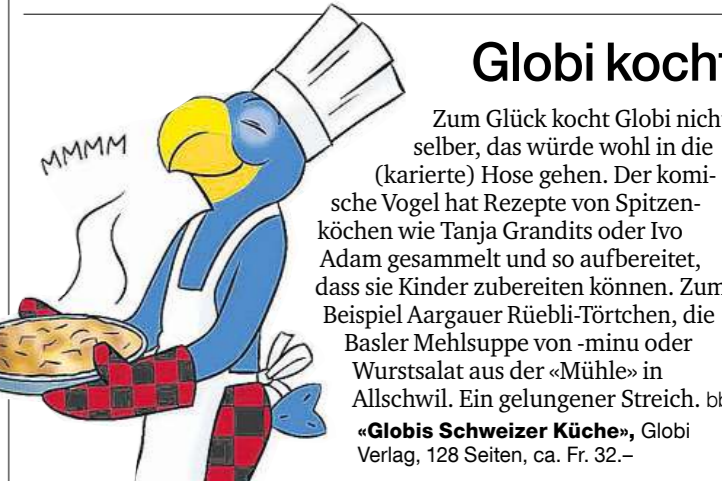 Globi kocht
MMMM
Zum Glück kocht Globi nicht
selber, das würde wohl in die
(karierte) Hose gehen. Der komi-
sche Vogel hat Rezepte von Spitzen-
köchen wie Tanja Grandits oder Ivo
Adam gesammelt und so aufbereitet,
dass sie Kinder zubereiten können. Zum
Beispiel Aargauer Rüebli-Törtchen, die
Basler Mehlsuppe von -minu oder
Wurstsalat aus der «Mühle» in
Allschwil. Ein gelungener Streich. bb
«Globis Schweizer Küche», Globi
Verlag, 128 Seiten, ca. Fr. 32.–